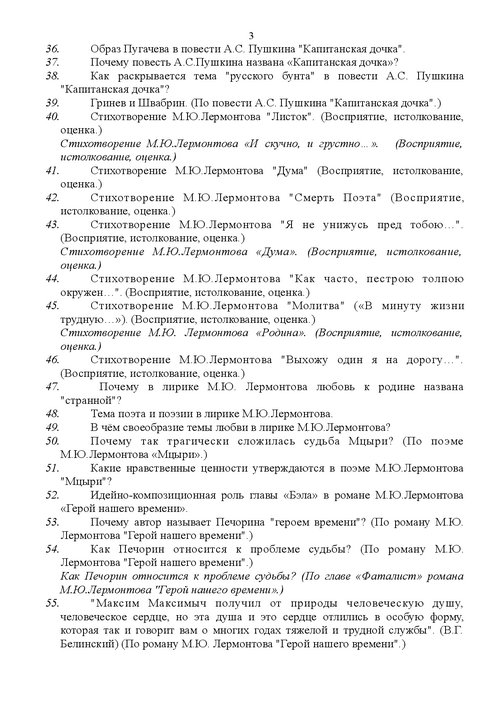 3
36. Образ Пугачева в повести А.С. Пушкина "Капитанская дочка".
37. Почему повесть А.С.Пушкина названа «Капитанская дочка»?
38. Как раскрывается тема "русского бунта" в повести А.С. Пушкина
"Капитанская дочка"?
39. Гринев и Швабрин. (По повести А.С. Пушкина "Капитанская дочка".)
40. Стихотворение М.Ю.Лермонтова "Листок". (Восприятие, истолкование,
оценка.)
Стихотворение М.Ю.Лермонтова «И скучно, и грустно…». (Восприятие,
истолкование, оценка.)
41. Стихотворение М.Ю.Лермонтова "Дума" (Восприятие, истолкование,
оценка.)
42. Стихотворение М.Ю.Лермонтова "Смерть Поэта" (Восприятие,
истолкование, оценка.)
43. Стихотворение М.Ю.Лермонтова "Я не унижусь пред тобою…".
(Восприятие, истолкование, оценка.)
Стихотворение М.Ю.Лермонтова «Дума». (Восприятие, истолкование,
оценка.)
44. Стихотворение М.Ю.Лермонтова "Как часто, пестрою толпою
окружен…". (Восприятие, истолкование, оценка.)
45. Стихотворение М.Ю.Лермонтова "Молитва" («В минуту жизни
трудную…»). (Восприятие, истолкование, оценка.)
Стихотворение М.Ю. Лермонтова «Родина». (Восприятие, истолкование,
оценка.)
46. Стихотворение М.Ю.Лермонтова "Выхожу один я на дорогу…".
(Восприятие, истолкование, оценка.)
47. Почему в лирике М.Ю. Лермонтова любовь к родине названа
"странной"?
48. Тема поэта и поэзии в лирике М.Ю.Лермонтова.
49. В чём своеобразие темы любви в лирике М.Ю.Лермонтова?
50. Почему так трагически сложилась судьба Мцыри? (По поэме
М.Ю.Лермонтова «Мцыри».)
51. Какие нравственные ценности утверждаются в поэме М.Ю.Лермонтова
"Мцыри"?
52. Идейно-композиционная роль главы «Бэла» в романе М.Ю.Лермонтова
«Герой нашего времени».
53. Почему автор называет Печорина "героем времени"? (По роману М.Ю.
Лермонтова "Герой нашего времени".)
54. Как Печорин относится к проблеме судьбы? (По роману М.Ю.
Лермонтова "Герой нашего времени".)
Как Печорин относится к проблеме судьбы? (По главе «Фаталист» романа
М.Ю.Лермонтова "Герой нашего времени».)
55. "Максим Максимыч получил от природы человеческую душу,
человеческое сердце, но эта душа и это сердце отлились в особую форму,
которая так и говорит вам о многих годах тяжелой и трудной службы". (В.Г.
Белинский) (По роману М.Ю. Лермонтова "Герой нашего времени".)